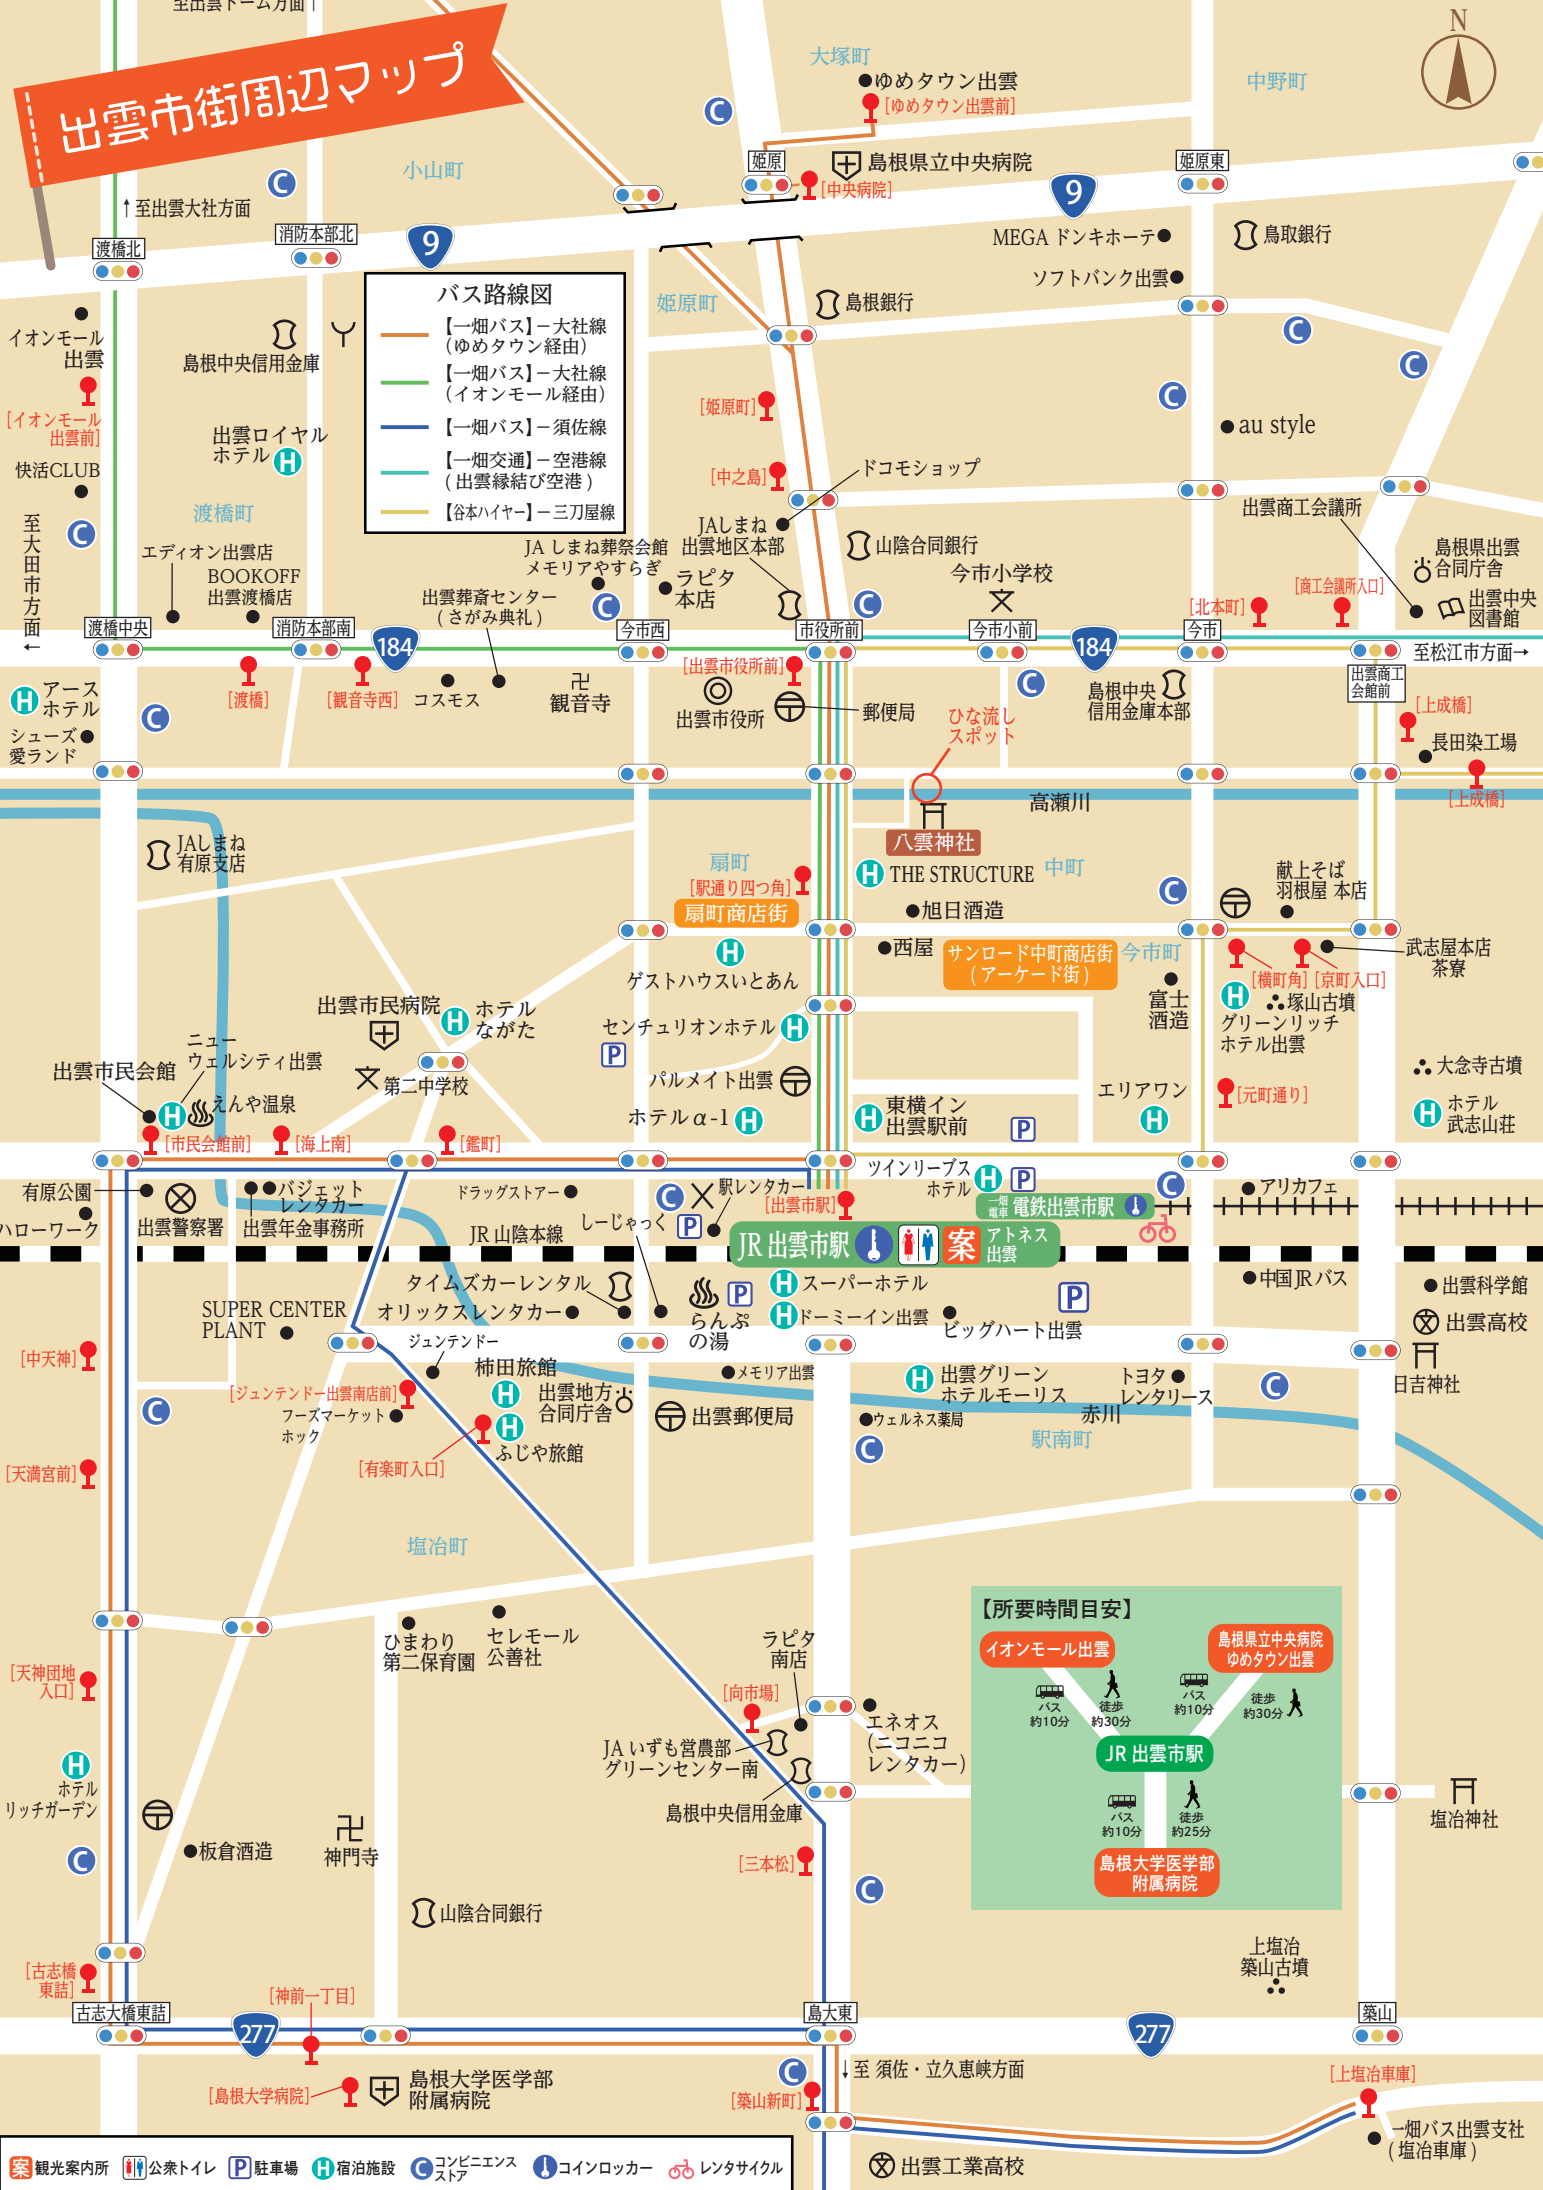 至出雲ドーム方面↑
出雲市街周辺マップ
N
大塚町
●ゆめタウン出雲
[ゆめタウン出雲前]
中野町
小山町
姫原
島根県立中央病院
[中央病院]
姫原東
9
↑至出雲大社方面
渡橋北
消防本部北
9
MEGA ドンキホーテ●
鳥取銀行
ソフトバンク出雲●
バス路線図
【一畑バス】－大社線
(ゆめタウン経由)
【一畑バス】－大社線
(イオンモール経由)
【一畑バス】－須佐線
【一畑交通】－空港線
(出雲縁結び空港)
【谷本ハイヤー】－三刀屋線
姫原町
島根銀行
イオンモール
出雲
島根中央信用金庫
[イオンモール
出雲前]
[姫原町]
出雲ロイヤル
ホテル
H
快活CLUB
[中之島]
ドコモショップ
●au style
渡橋町
至大田市方面←
エディオン出雲店
BOOKOFF
出雲渡橋店
JA しまね葬祭会館
メモリアやすらぎ
JAしまね
出雲地区本部
山陰合同銀行
今市小学校
出雲商工会議所
島根県出雲
合同庁舎
出雲葬斎センター
(さがみ典礼)
ラピタ
本店
[北本町]
[商工会議所入口]
出雲中央
図書館
渡橋中央
消防本部南
184
今市西
市役所前
今市小前
184
今市
至松江市方面→
出雲商工
会館前
アース
ホテル
[渡橋]
[観音寺西]
コスモス
観音寺
[出雲市役所前]
出雲市役所
郵便局
島根中央
信用金庫本部
[上成橋]
シューズ
愛ランド
ひな流し
スポット
●長田染工場
[上成橋]
高瀬川
八雲神社
JAしまね
有原支店
扇町
[駅通り四つ角]
扇町商店街
THE STRUCTURE
中町
献上そば
羽根屋 本店
●旭日酒造
●西屋
サンロード中町商店街
(アーケード街)
今市町
武志屋本店
茶寮
ゲストハウスいとあん
富士
酒造
[横町角]
[京町入口]
塚山古墳
グリーンリッチ
ホテル出雲
出雲市民病院
ホテル
ながた
センチュリオンホテル
P
ニュー
ウェルシティ出雲
出雲市民会館
第二中学校
パルメイト出雲
エリアワン
大念寺古墳
えんや温泉
ホテルα-1
東横イン
出雲駅前
P
[元町通り]
ホテル
武志山荘
[市民会館前]
[海上南]
[鑑町]
ツインリーブス
ホテル
P
有原公園
ハローワーク
出雲警察署
●●バジェット
レンタカー
出雲年金事務所
ドラッグストアー●
駅レンタカー
[出雲市駅]
一畑
電車 電鉄出雲市駅
●アリカフェ
JR 山陰本線
しーじゃっく
P
JR 出雲市駅
案
アトネス
出雲
タイムズカーレンタル
オリックスレンタカー●
SUPER CENTER
PLANT ●
らんぷ
の湯
P
スーパーホテル
ドーミーイン出雲
ビッグハート出雲
P
●中国JRバス
●出雲科学館
出雲高校
[中天神]
ジュンテンドー
柿田旅館
●メモリア出雲
出雲グリーン
ホテルモーリス
トヨタ●
レンタリース
日吉神社
[ジュンテンドー出雲南店前]
フーズマーケット●
ホック
出雲地方
合同庁舎
出雲郵便局
●ウェルネス薬局
赤川
駅南町
[天満宮前]
[有楽町入口]
ふじや旅館
塩冶町
【所要時間目安】
イオンモール出雲
島根県立中央病院
ゆめタウン出雲
バス
約10分
徒歩
約30分
バス
約10分
徒歩
約30分
JR 出雲市駅
バス
約10分
徒歩
約25分
島根大学医学部
附属病院
ひまわり
第二保育園
セレモール
公善社
ラピタ
南店
[天神団地
入口]
[向市場]
エネオス
(ニコニコ
レンタカー)
JA いずも営農部
グリーンセンター南
島根中央信用金庫
ホテル
リッチガーデン
塩冶神社
●板倉酒造
神門寺
[三本松]
山陰合同銀行
上塩冶
築山古墳
[古志橋
東詰]
[神前一丁目]
古志大橋東詰
277
島大東
277
築山
[島根大学病院]
島根大学医学部
附属病院
↓至 須佐・立久恵峡方面
[築山新町]
[上塩冶車庫]
一畑バス出雲支社
(塩冶車庫)
出雲工業高校
案 観光案内所
公衆トイレ
P 駐車場
H 宿泊施設
C コンビニエンス
ストア
コインロッカー
レンタサイクル